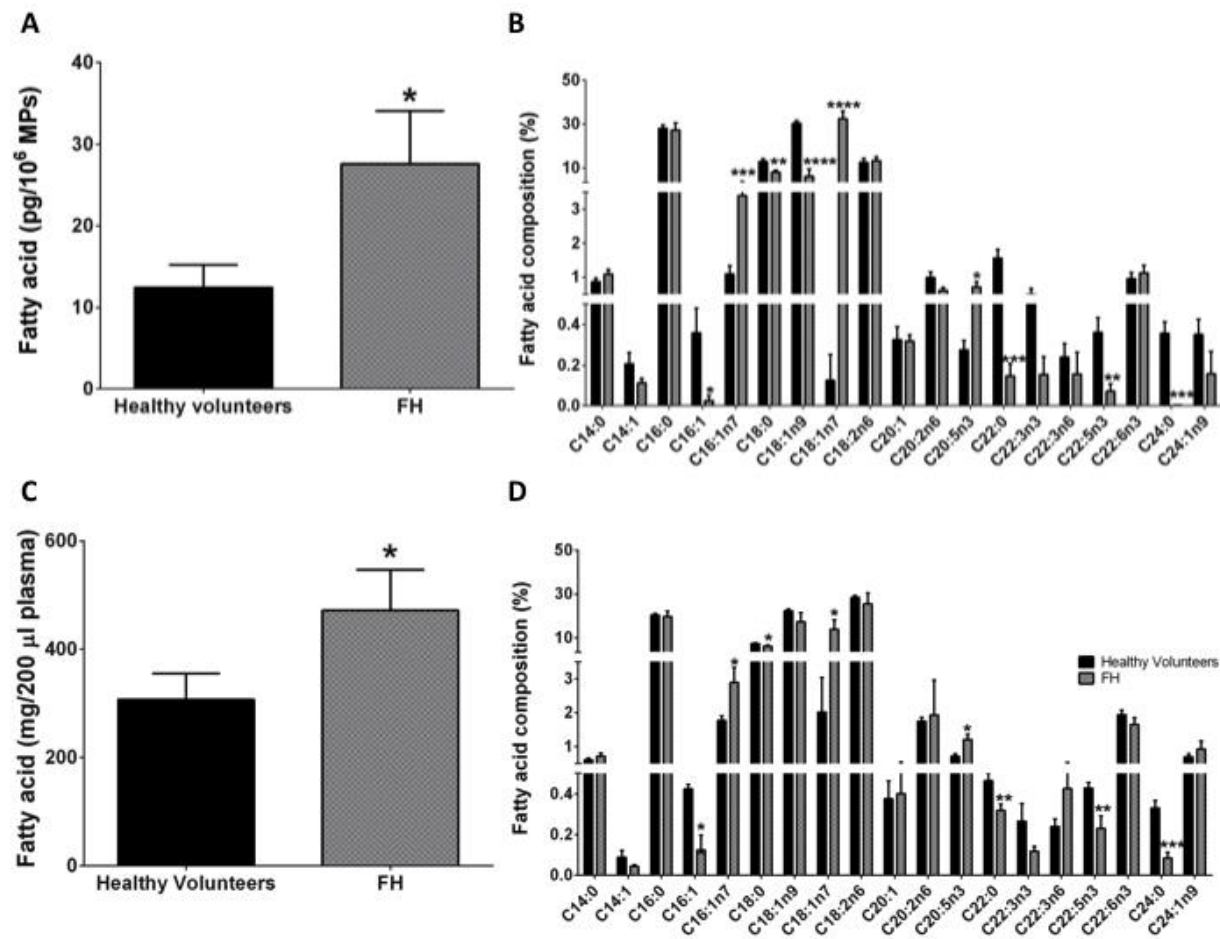 A
Fatty acid (pg/10⁶ MPs)
40
30
20
10
0
*
Healthy volunteers
FH
B
Fatty acid composition (%)
50
30
10
3
2
1
0.4
0.2
0.0
*
***
**
****
****
*
***
**
***
C14:0
C14:1
C16:0
C16:1
C16:1n7
C18:0
C18:1n9
C18:1n7
C18:2n6
C20:1
C20:2n6
C20:5n3
C22:0
C22:3n3
C22:3n6
C22:5n3
C22:6n3
C24:0
C24:1n9
C
Fatty acid (mg/200 µl plasma)
600
400
200
0
*
Healthy Volunteers
FH
D
Fatty acid composition (%)
50
30
10
3
2
1
0.4
0.2
0.0
*
*
*
*
*
**
**
***
Healthy Volunteers
FH
C14:0
C14:1
C16:0
C16:1
C16:1n7
C18:0
C18:1n9
C18:1n7
C18:2n6
C20:1
C20:2n6
C20:5n3
C22:0
C22:3n3
C22:3n6
C22:5n3
C22:6n3
C24:0
C24:1n9